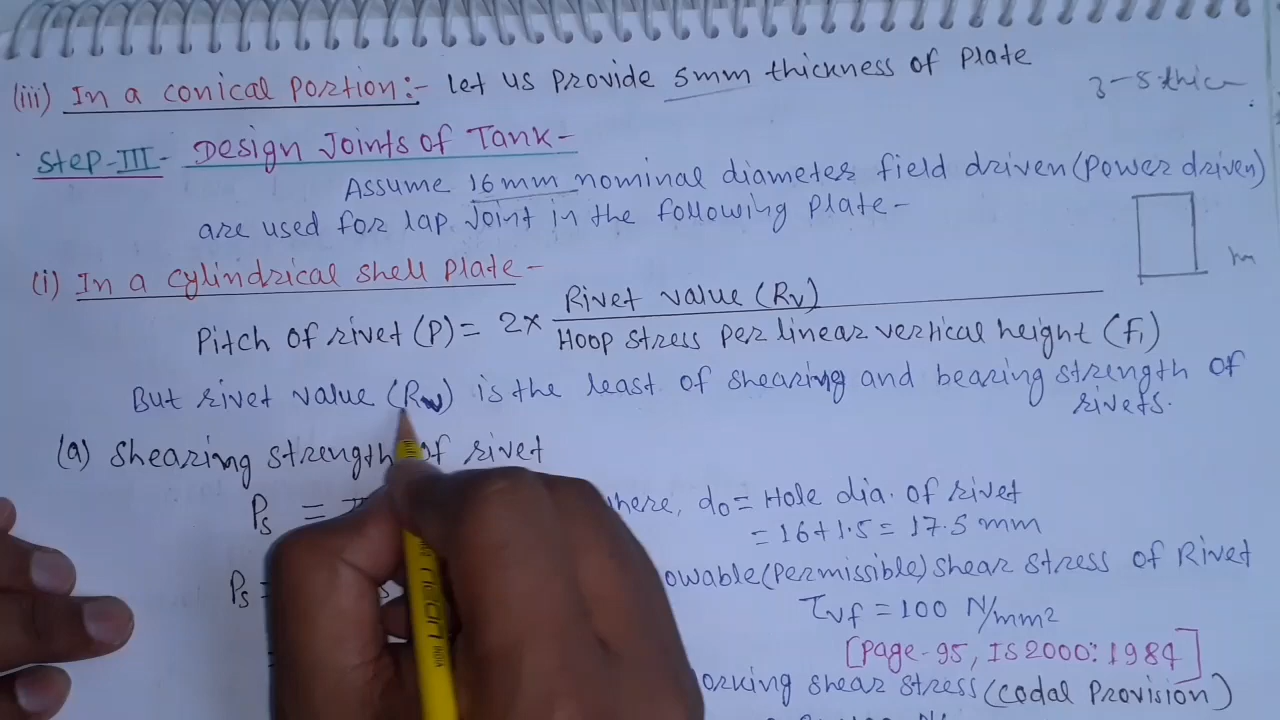 (iii) In a conical portion:- Let us provide 5mm thickness of plate
3-5 thic
Step-III- Design Joints of Tank-
Assume 16mm nominal diameter field driven (Power driven)
are used for lap joint in the following plate-
m
(i) In a cylindrical shell plate-
Pitch of rivet (P) = 2x Rivet value (Rv)
Hoop stress per linear vertical height (f1)
But rivet value (Rv) is the least of shearing and bearing strength of
rivets.
(a) Shearing strength of rivet
Ps = π
here, do = Hole dia. of rivet
= 16+1.5 = 17.5 mm
Ps =
owable (Permissible) shear stress of Rivet
τvf = 100 N/mm2
[Page-95, IS2000:1984]
orking shear stress (codal Provision)